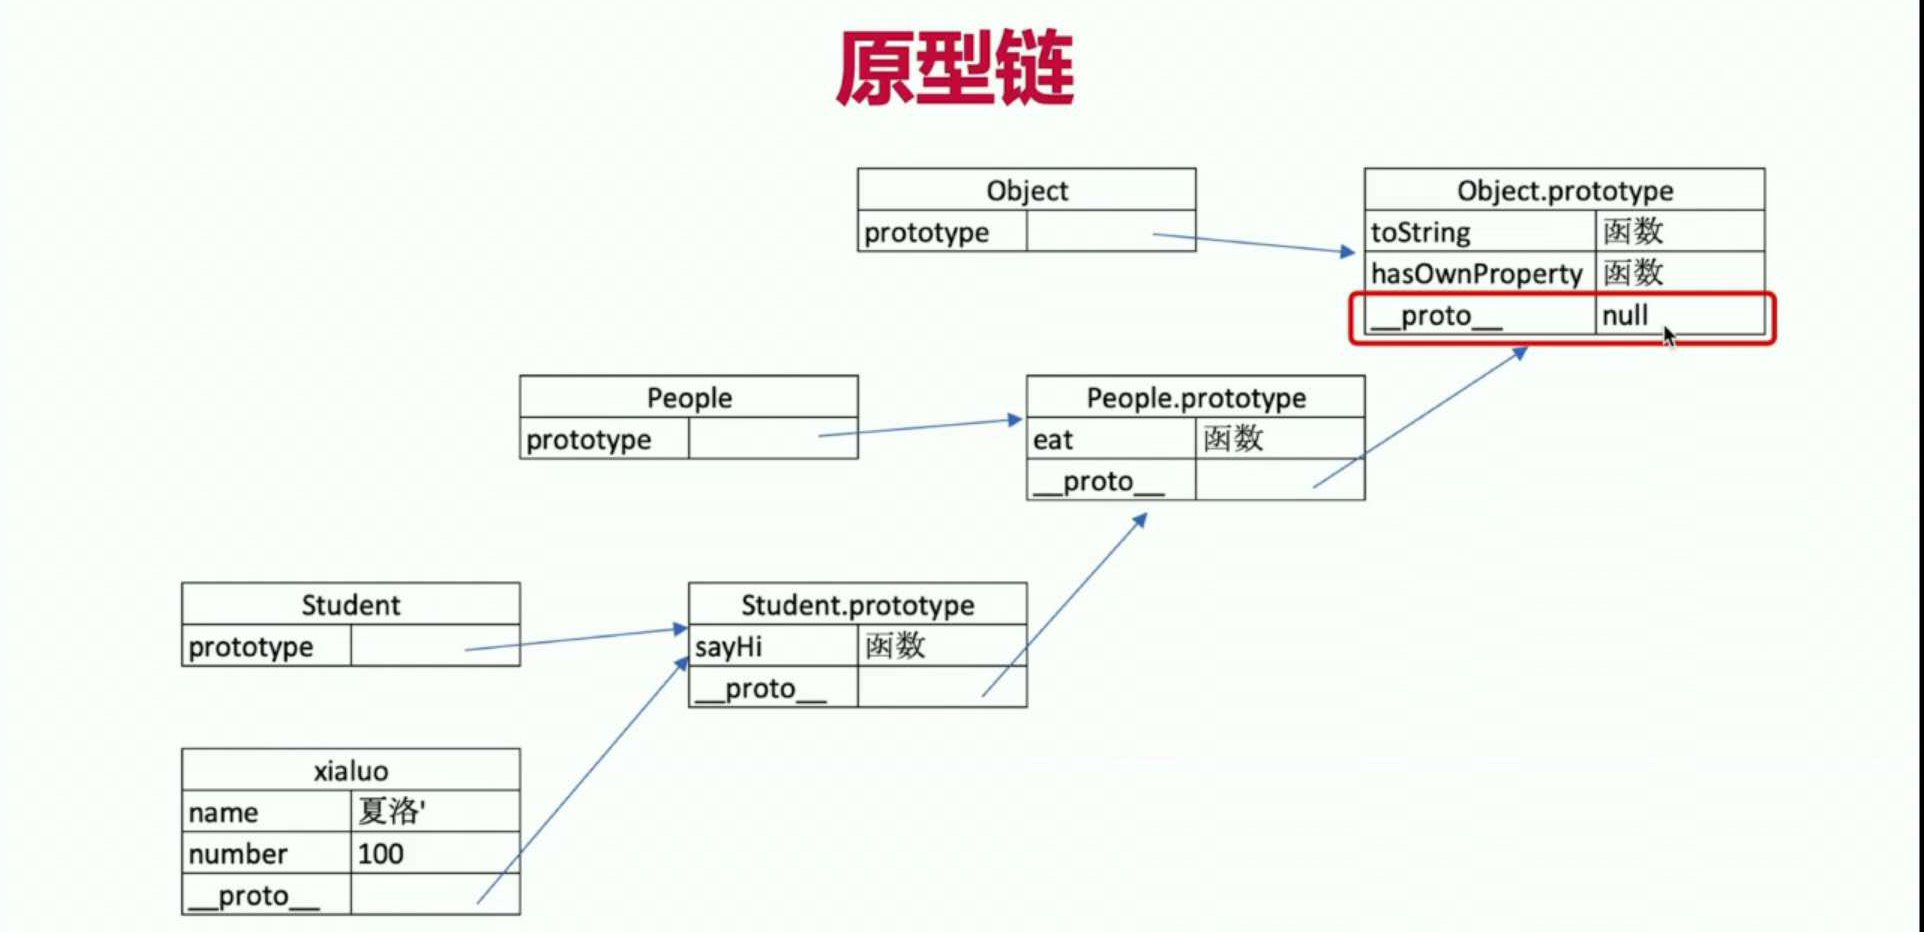 原型链
Object
prototype
Object.prototype
toString 函数
hasOwnProperty 函数
__proto__ null
People
prototype
People.prototype
eat 函数
__proto__
Student
prototype
Student.prototype
sayHi 函数
__proto__
xialuo
name 夏洛'
number 100
__proto__